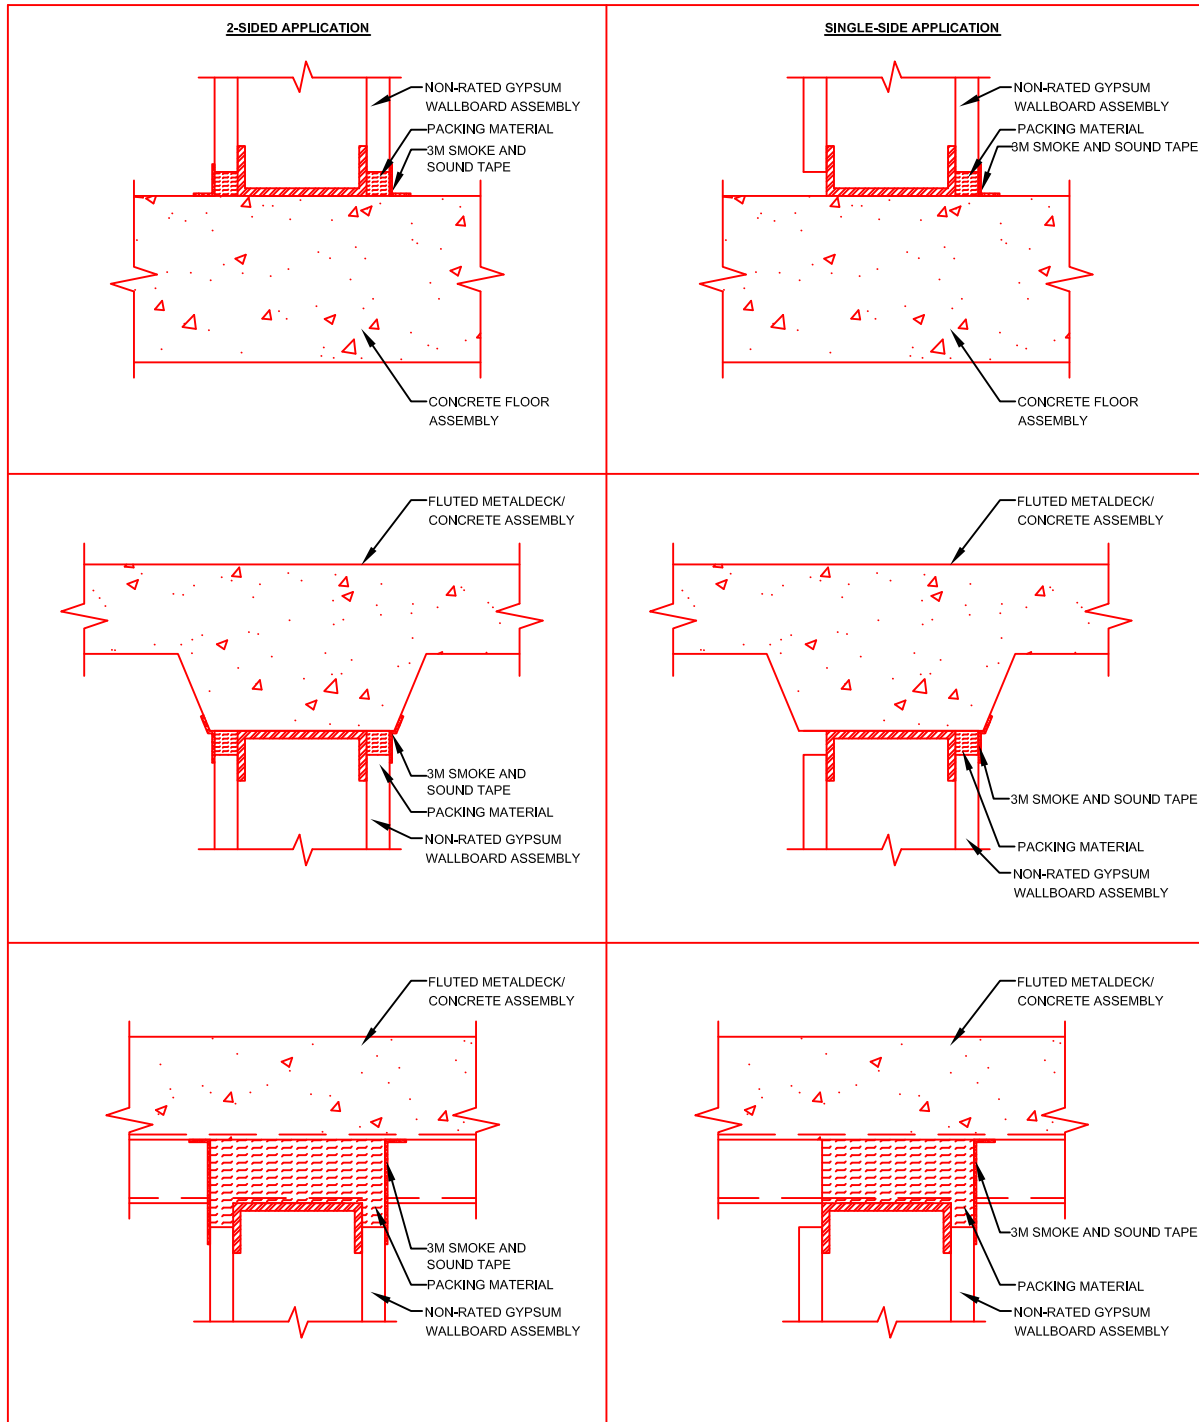 2-SIDED APPLICATION
NON-RATED GYPSUM
WALLBOARD ASSEMBLY
PACKING MATERIAL
3M SMOKE AND
SOUND TAPE
CONCRETE FLOOR
ASSEMBLY
SINGLE-SIDE APPLICATION
NON-RATED GYPSUM
WALLBOARD ASSEMBLY
PACKING MATERIAL
3M SMOKE AND SOUND TAPE
CONCRETE FLOOR
ASSEMBLY
FLUTED METALDECK/
CONCRETE ASSEMBLY
3M SMOKE AND
SOUND TAPE
PACKING MATERIAL
NON-RATED GYPSUM
WALLBOARD ASSEMBLY
FLUTED METALDECK/
CONCRETE ASSEMBLY
3M SMOKE AND SOUND TAPE
PACKING MATERIAL
NON-RATED GYPSUM
WALLBOARD ASSEMBLY
FLUTED METALDECK/
CONCRETE ASSEMBLY
3M SMOKE AND
SOUND TAPE
PACKING MATERIAL
NON-RATED GYPSUM
WALLBOARD ASSEMBLY
FLUTED METALDECK/
CONCRETE ASSEMBLY
3M SMOKE AND SOUND TAPE
PACKING MATERIAL
NON-RATED GYPSUM
WALLBOARD ASSEMBLY